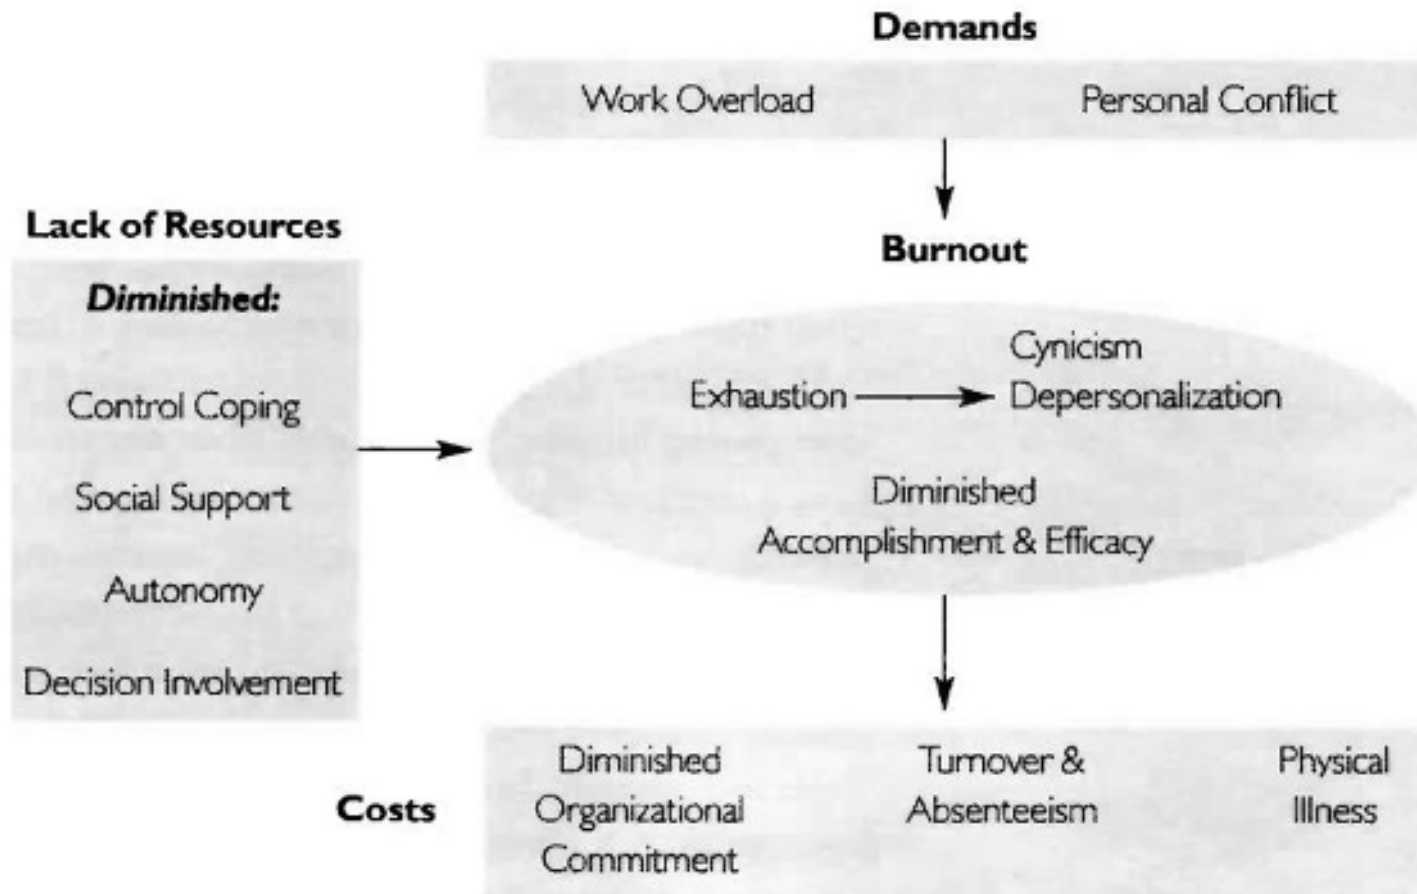 Demands
Work Overload
Personal Conflict
Lack of Resources
Diminished:
Control Coping
Social Support
Autonomy
Decision Involvement
Burnout
Exhaustion
Cynicism
Depersonalization
Diminished
Accomplishment & Efficacy
Costs
Diminished
Organizational
Commitment
Turnover &
Absenteeism
Physical
Illness